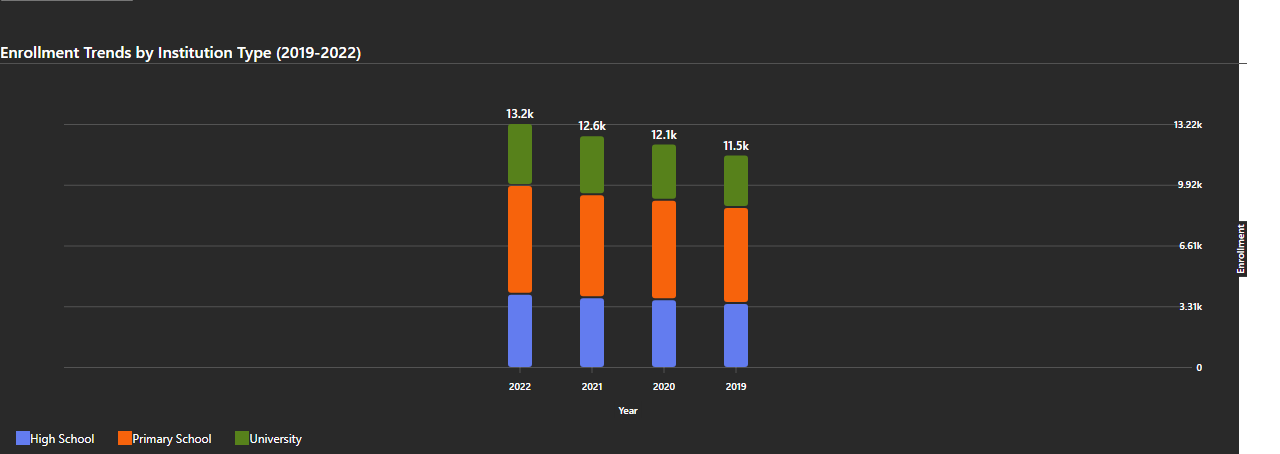 Enrollment Trends by Institution Type (2019-2022)
13.2k
12.6k
12.1k
11.5k
13.22k
9.92k
6.61k
3.31k
0
Enrollment
2022 2021 2020 2019
Year
High School Primary School University